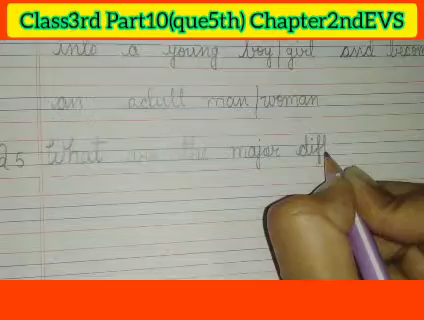 Class3rd Part10(que5th) Chapter2ndEVS
into a young boy/girl and becom
an adult man/woman
Q5 What are the major diff